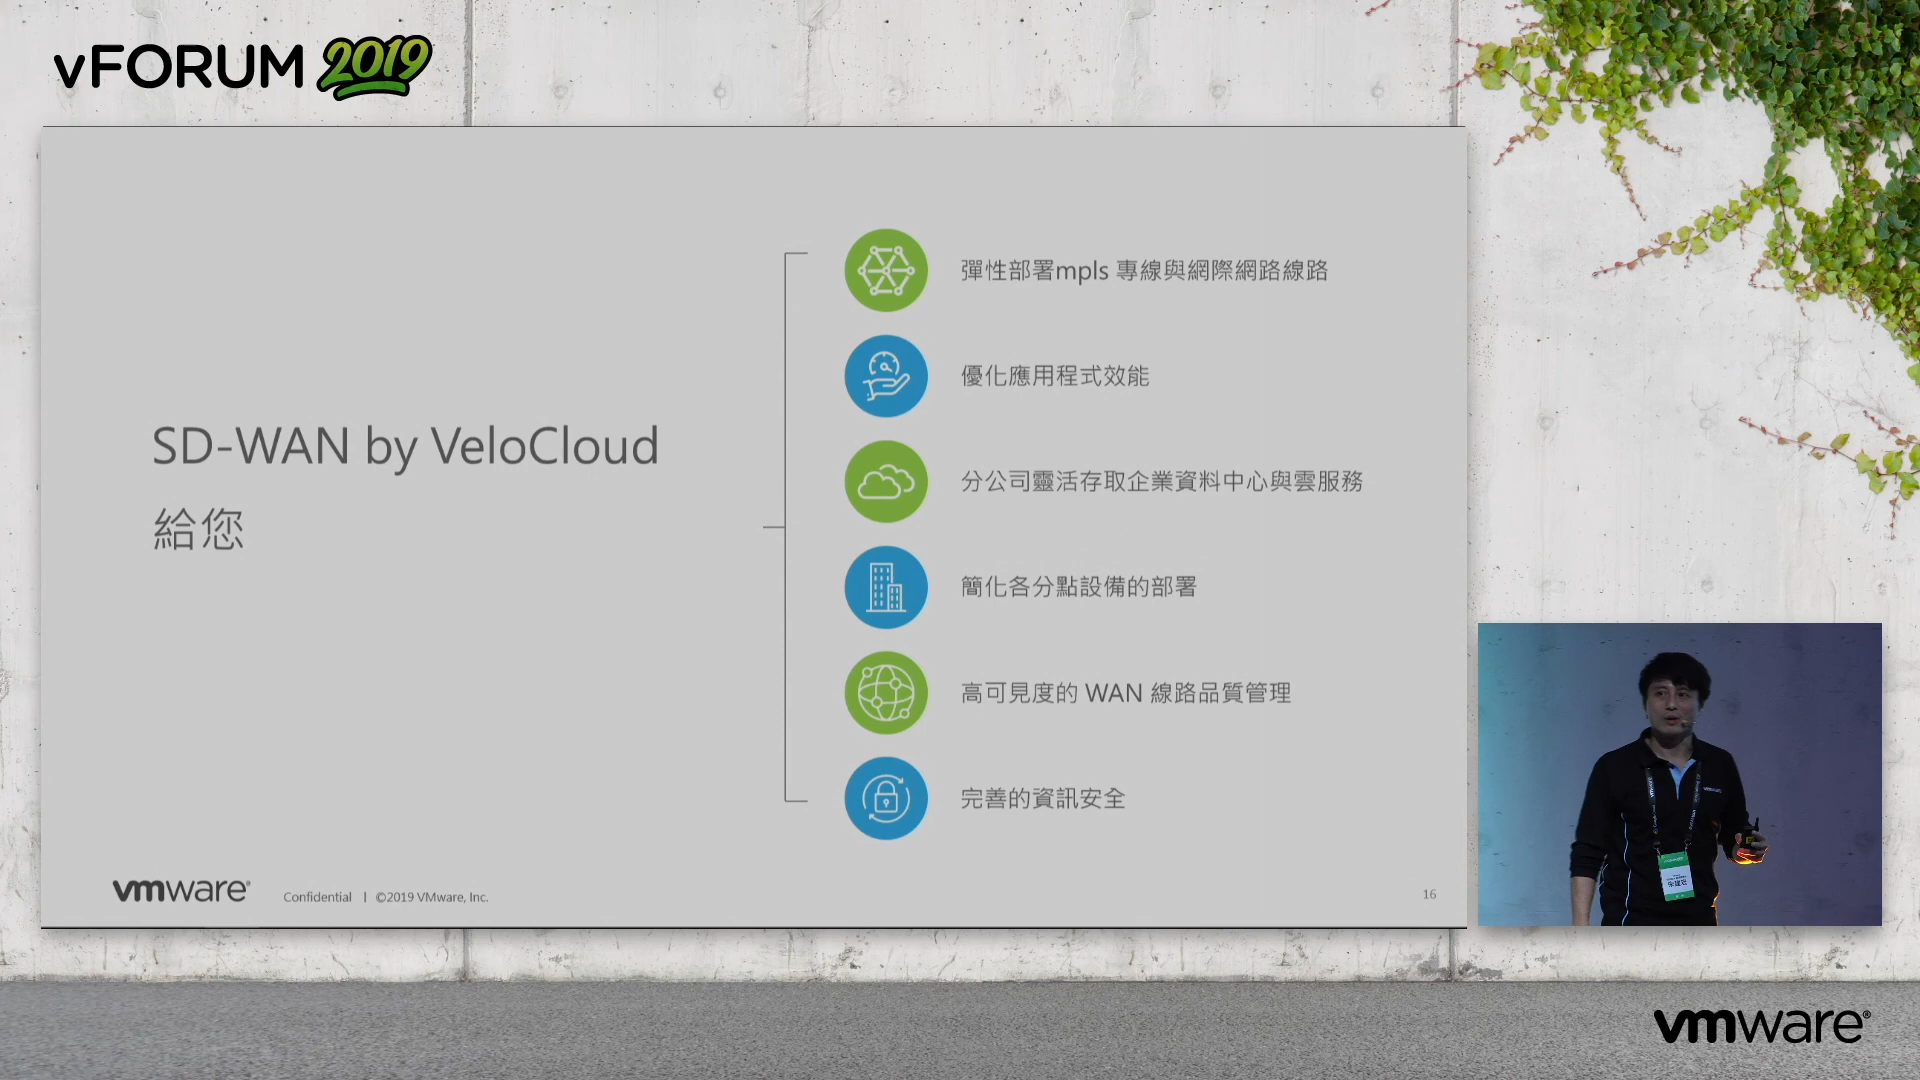 vFORUM 2019
SD-WAN by VeloCloud
給您
彈性部署mpls 專線與網際網路線路
優化應用程式效能
分公司靈活存取企業資料中心與雲服務
簡化各分點設備的部署
高可見度的 WAN 線路品質管理
完善的資訊安全
vmware®
Confidential | ©2019 VMware, Inc.
16
vmware®